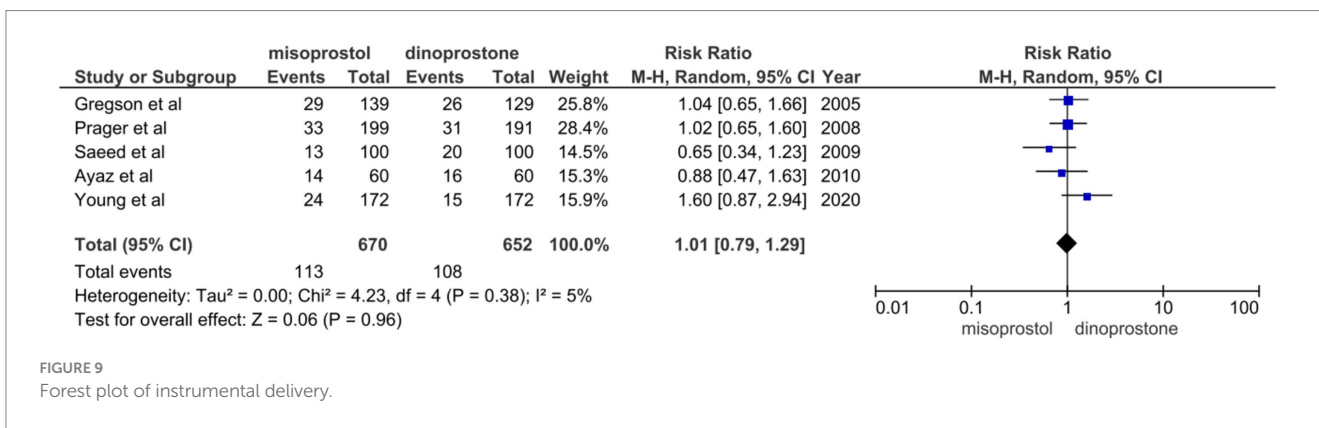 misoprostol dinoprostone Risk Ratio Risk Ratio
Study or Subgroup Events Total Events Total Weight M-H, Random, 95% CI Year M-H, Random, 95% CI
Gregson et al 29 139 26 129 25.8% 1.04 [0.65, 1.66] 2005
Prager et al 33 199 31 191 28.4% 1.02 [0.65, 1.60] 2008
Saeed et al 13 100 20 100 14.5% 0.65 [0.34, 1.23] 2009
Ayaz et al 14 60 16 60 15.3% 0.88 [0.47, 1.63] 2010
Young et al 24 172 15 172 15.9% 1.60 [0.87, 2.94] 2020
Total (95% CI) 670 652 100.0% 1.01 [0.79, 1.29]
Total events 113 108
Heterogeneity: Tau² = 0.00; Chi² = 4.23, df = 4 (P = 0.38); I² = 5%
Test for overall effect: Z = 0.06 (P = 0.96)
0.01 0.1 1 10 100
misoprostol dinoprostone
FIGURE 9
Forest plot of instrumental delivery.